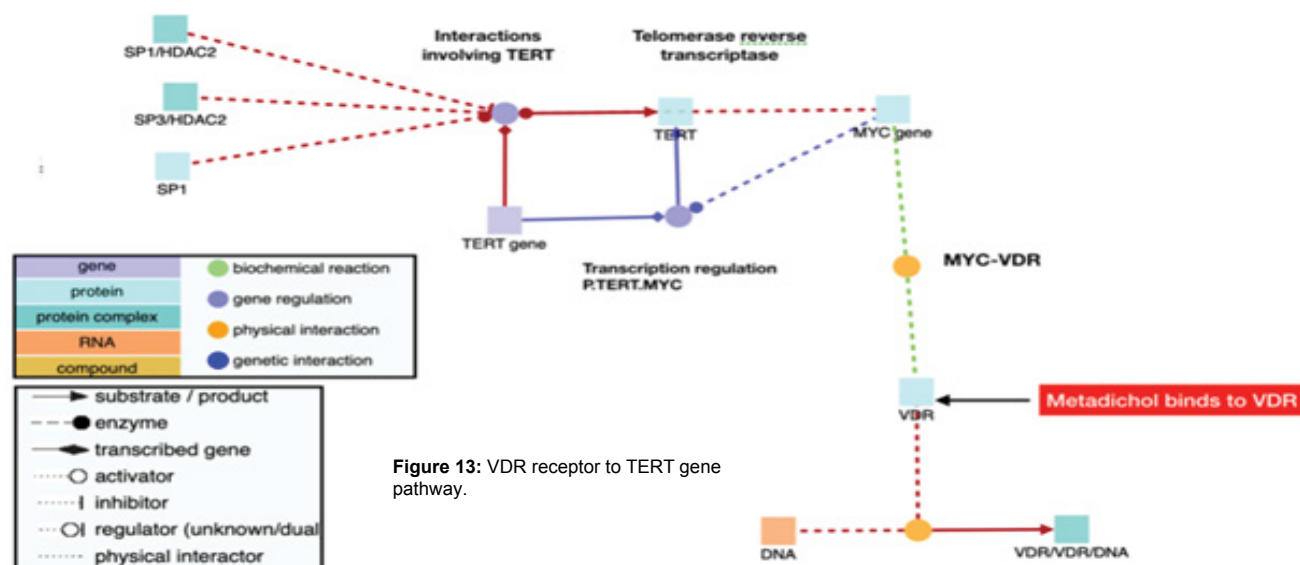 SP1/HDAC2
SP3/HDAC2
SP1
Interactions
involving TERT
Telomerase reverse
transcriptase
TERT
MYC gene
TERT gene
Transcription regulation
P.TERT.MYC
MYC-VDR
VDR
Metadichol binds to VDR
DNA
VDR/VDR/DNA
gene
protein
protein complex
RNA
compound
biochemical reaction
gene regulation
physical interaction
genetic interaction
substrate / product
enzyme
transcribed gene
activator
inhibitor
regulator (unknown/dual
physical interactor
Figure 13: VDR receptor to TERT gene
pathway.